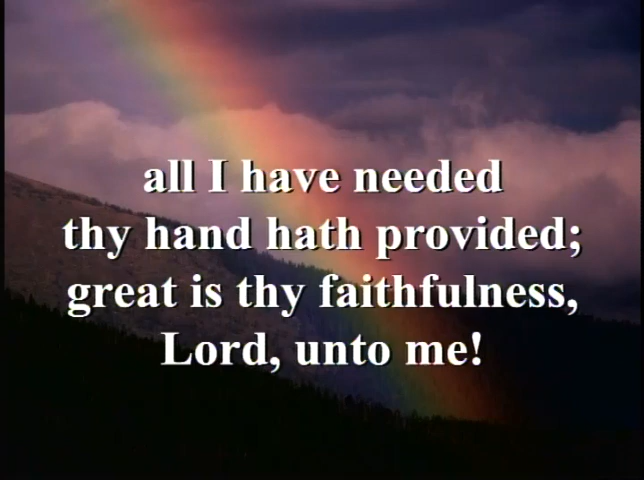 all I have needed
thy hand hath provided;
great is thy faithfulness,
Lord, unto me!